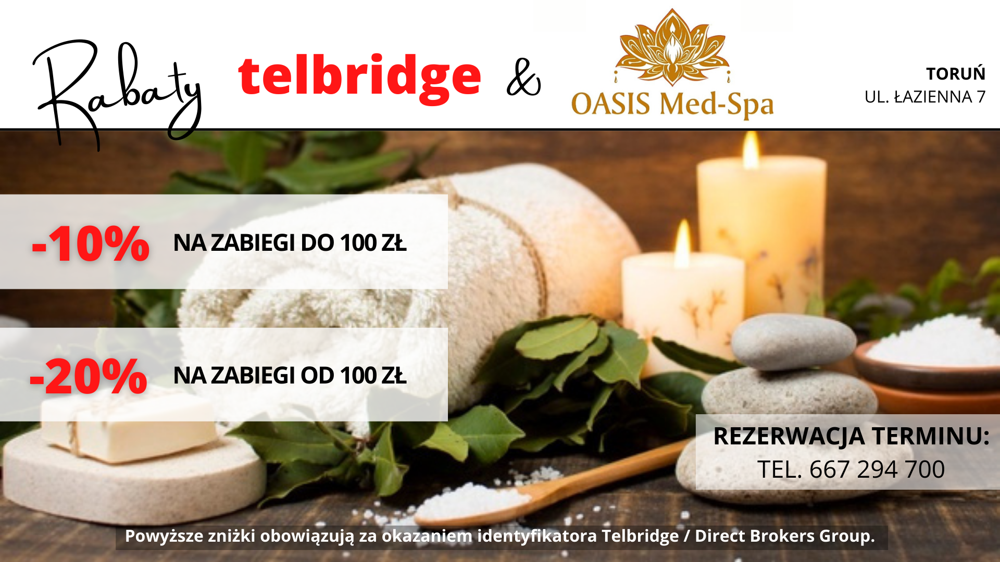 Rabaty telbridge &
OASIS Med-Spa
TORUŃ
UL. ŁAZIENNA 7
-10% NA ZABIEGI DO 100 ZŁ
-20% NA ZABIEGI OD 100 ZŁ
REZERWACJA TERMINU:
TEL. 667 294 700
Powyższe zniżki obowiązują za okazaniem identyfikatora Telbridge / Direct Brokers Group.